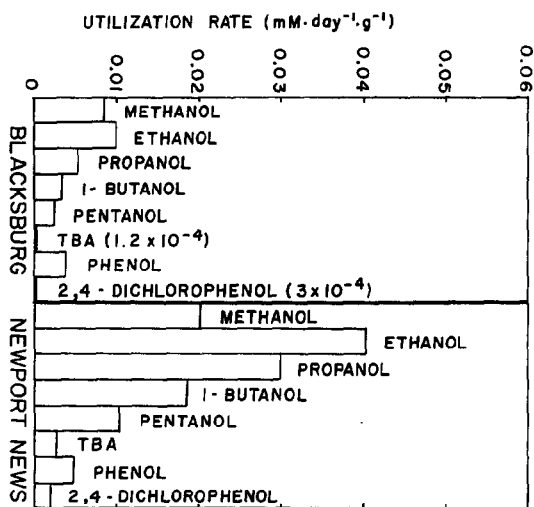 UTILIZATION RATE (mM·day⁻¹·g⁻¹)
0 0.01 0.02 0.03 0.04 0.05 0.06
BLACKSBURG
METHANOL
ETHANOL
PROPANOL
1-BUTANOL
PENTANOL
TBA (1.2 x 10⁻⁴)
PHENOL
2,4-DICHLOROPHENOL (3x10⁻⁴)
NEWPORT NEWS
METHANOL
ETHANOL
PROPANOL
1-BUTANOL
PENTANOL
TBA
PHENOL
2,4-DICHLOROPHENOL